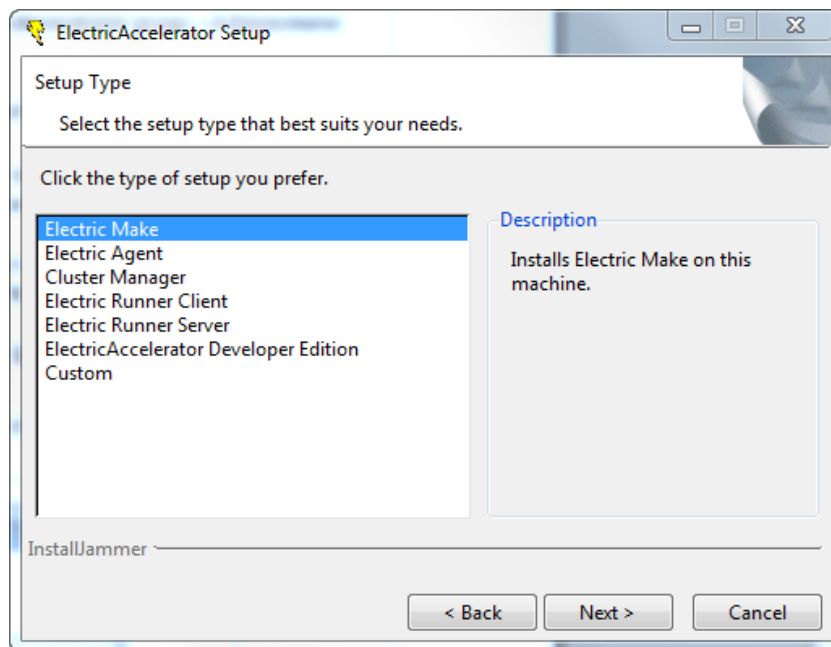 ElectricAccelerator Setup
Setup Type
Select the setup type that best suits your needs.
Click the type of setup you prefer.
Electric Make
Electric Agent
Cluster Manager
Electric Runner Client
Electric Runner Server
ElectricAccelerator Developer Edition
Custom
Description
Installs Electric Make on this
machine.
InstallJammer
< Back
Next >
Cancel